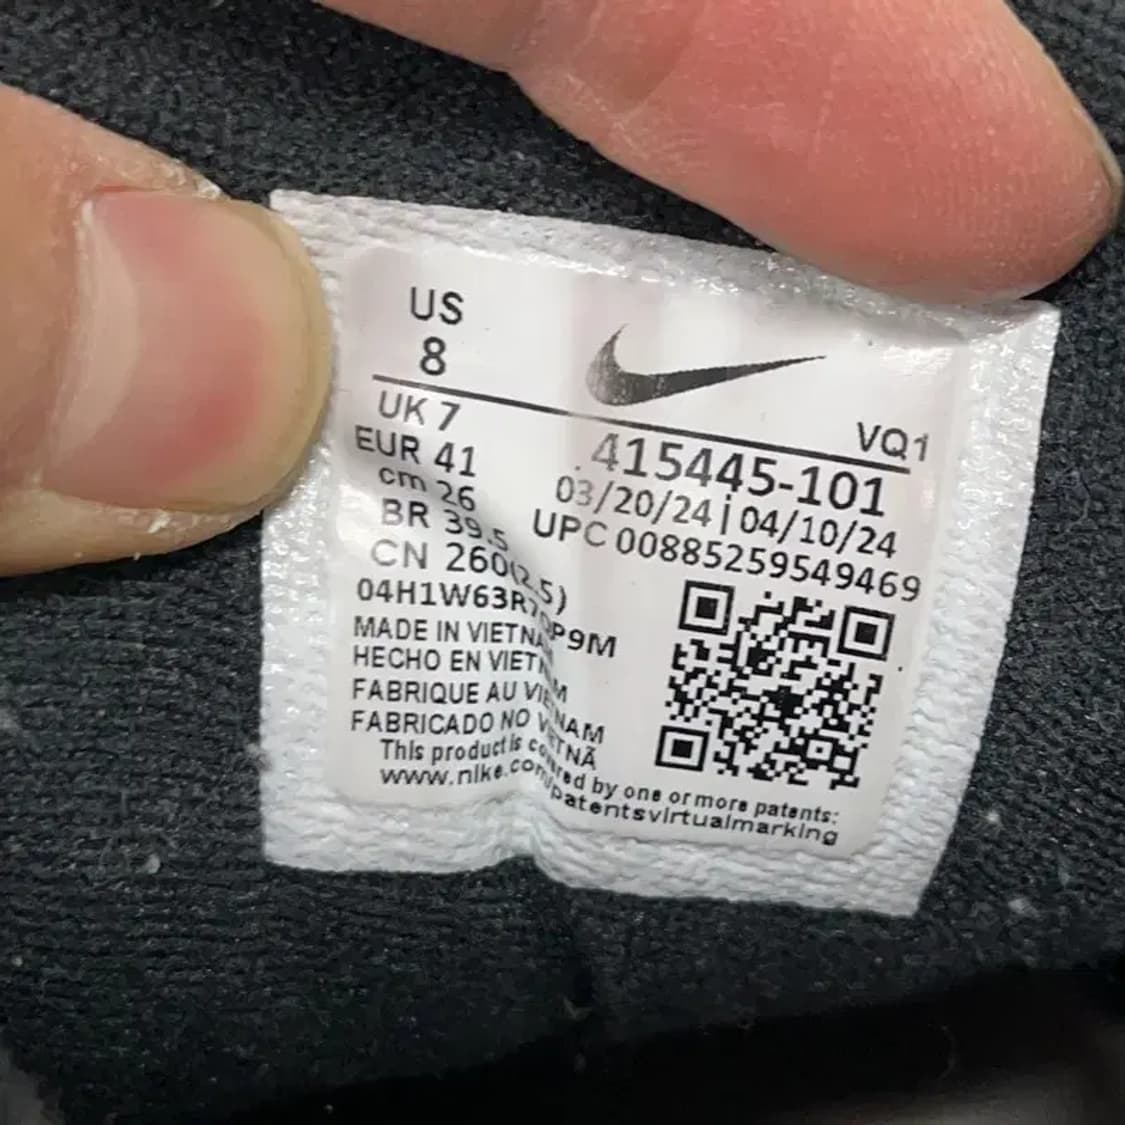 US
8
UK 7
EUR 41
cm 26
BR 39.5
CN 260(2.5)
VQ1
415445-101
03/20/24|04/10/24
UPC 00885259549469
MADE IN VIETNAM
HECHO EN VIETNAM
FABRIQUE AU VIETNAM
FABRICADO NO VIETNÃ
This product is covered by one or more patents:
www.nike.com/patentsvirtualmarking